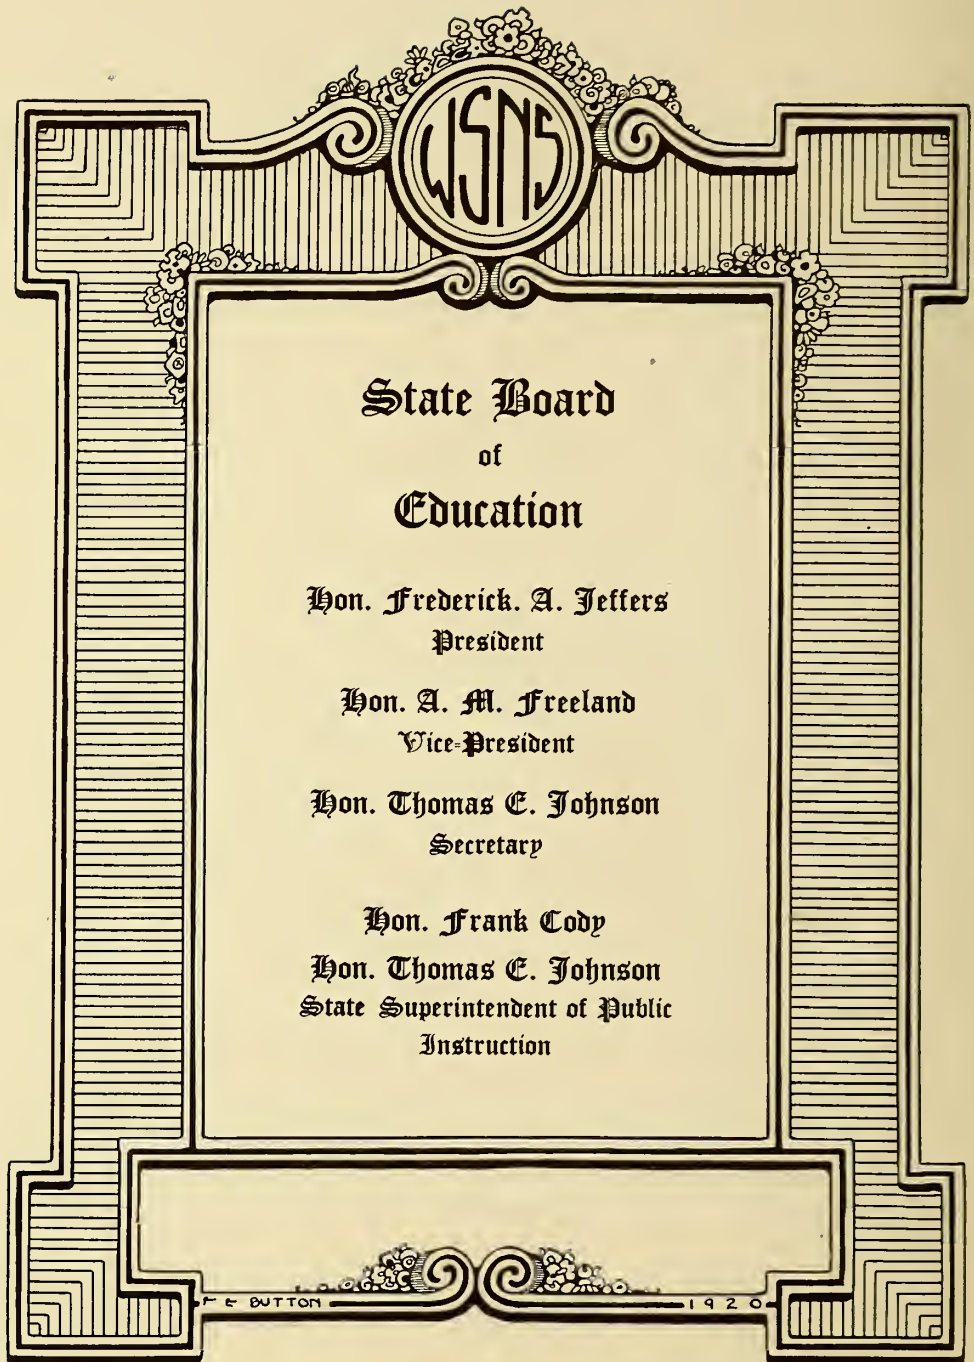 WSNS
State Board
of
Education
Hon. Frederick. A. Jeffers
President
Hon. A. M. Freeland
Vice-President
Hon. Thomas E. Johnson
Secretary
Hon. Frank Cody
Hon. Thomas E. Johnson
State Superintendent of Public
Instruction
F E BUTTON 1920